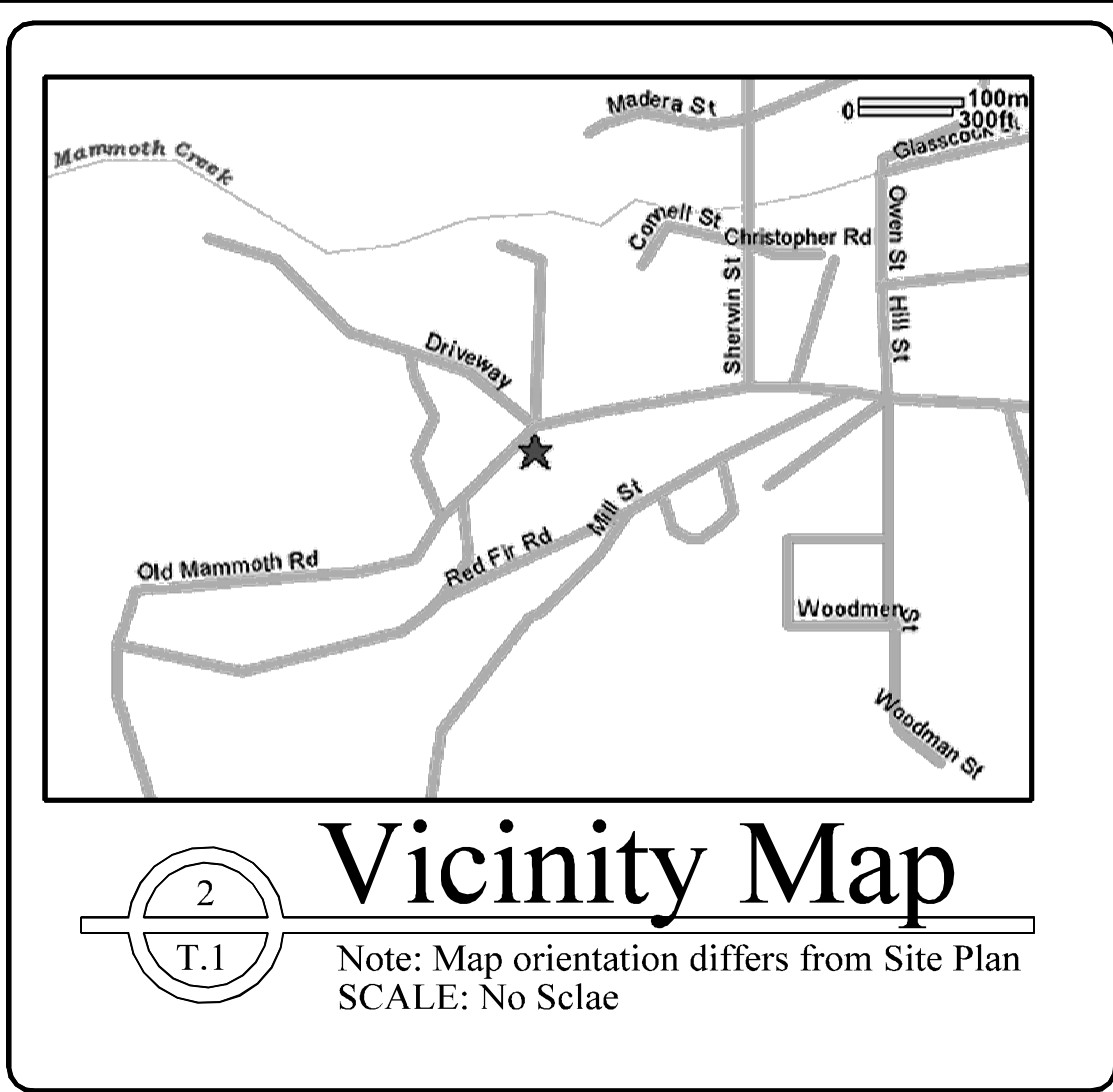 Madera St
0
100m
300ft
Glasscock
Mammoth Creek
Connell St
Christopher Rd
Owen St
Sherwin St
Hill St
Driveway
Mill St
Red Fir Rd
Old Mammoth Rd
Woodmen St
Woodman St
Vicinity Map
2
T.1
Note: Map orientation differs from Site Plan
SCALE: No Sclae